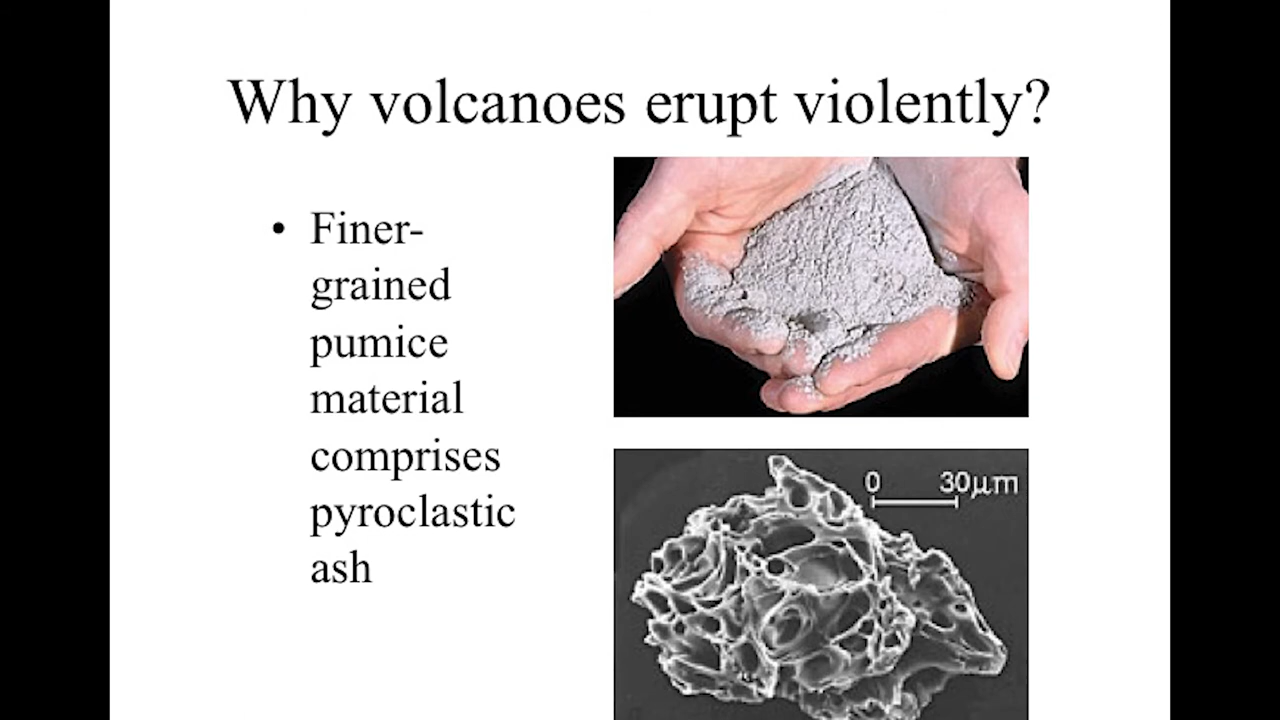 Why volcanoes erupt violently?
• Finer-
grained
pumice
material
comprises
pyroclastic
ash
0 30μm